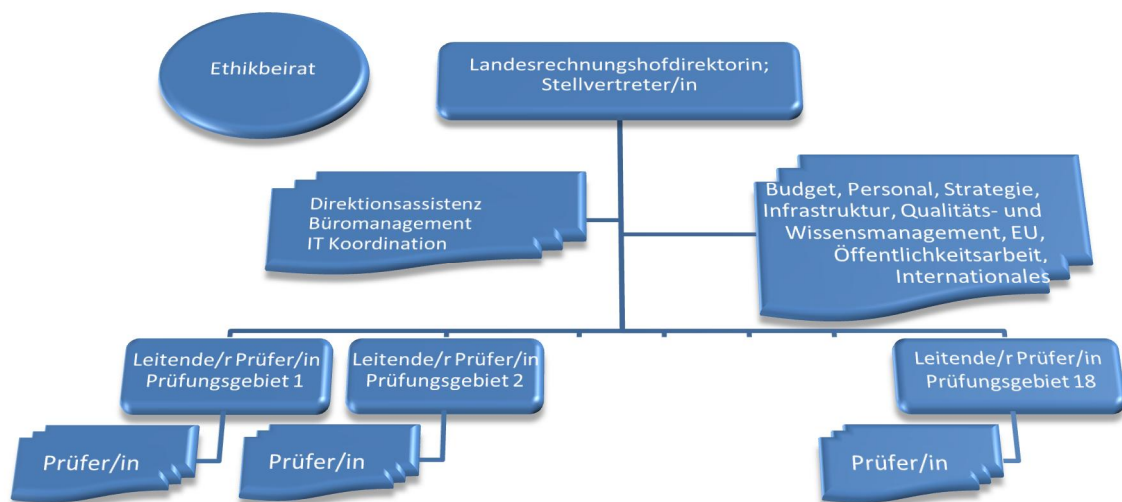 Ethikbeirat
Landesrechnungshofdirektorin;
Stellvertreter/in
Direktionsassistenz
Büromanagement
IT Koordination
Budget, Personal, Strategie,
Infrastruktur, Qualitäts- und
Wissensmanagement, EU,
Öffentlichkeitsarbeit,
Internationales
Leitende/r Prüfer/in
Prüfungsgebiet 1
Leitende/r Prüfer/in
Prüfungsgebiet 2
Leitende/r Prüfer/in
Prüfungsgebiet 18
Prüfer/in
Prüfer/in
Prüfer/in